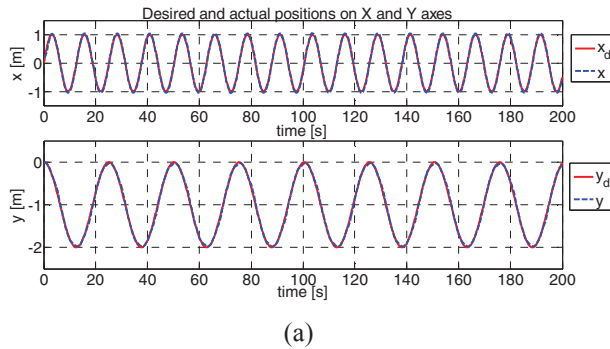 Desired and actual positions on X and Y axes
1
0
-1
x [m]
0 20 40 60 80 100 120 140 160 180 200
time [s]
x_d
x
0
-1
-2
y [m]
0 20 40 60 80 100 120 140 160 180 200
time [s]
y_d
y
(a)